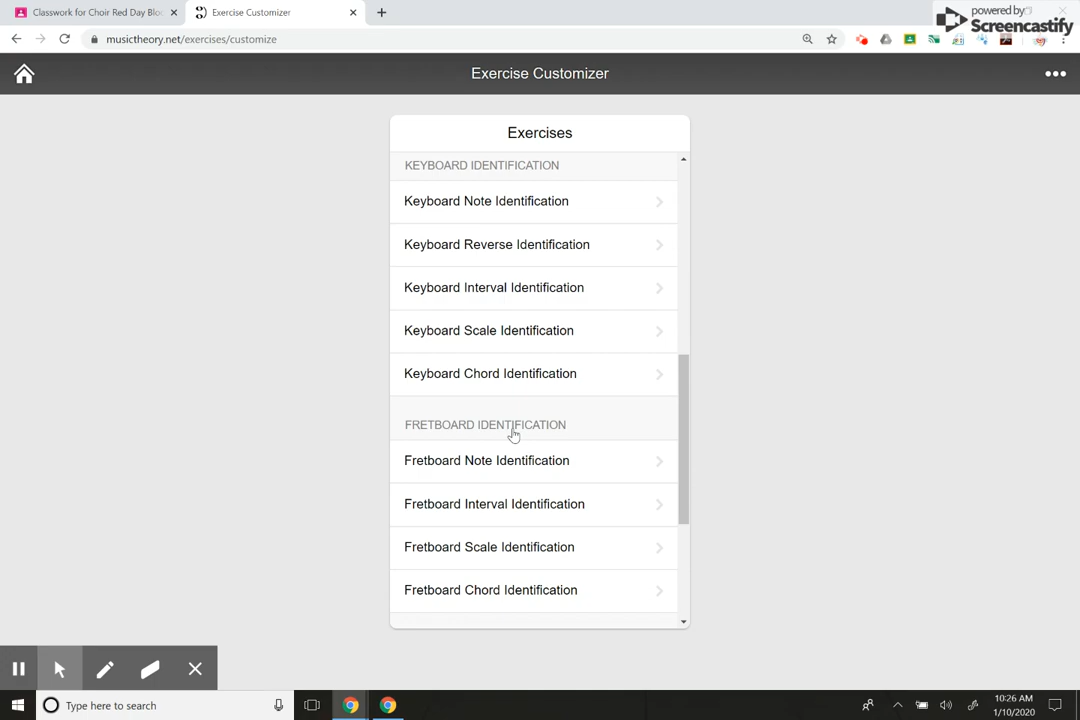 Classwork for Choir Red Day Blo
Exercise Customizer
powered by
Screencastify
musictheory.net/exercises/customize
Exercise Customizer
Exercises
KEYBOARD IDENTIFICATION
Keyboard Note Identification
Keyboard Reverse Identification
Keyboard Interval Identification
Keyboard Scale Identification
Keyboard Chord Identification
FRETBOARD IDENTIFICATION
Fretboard Note Identification
Fretboard Interval Identification
Fretboard Scale Identification
Fretboard Chord Identification
Type here to search
10:26 AM
1/10/2020